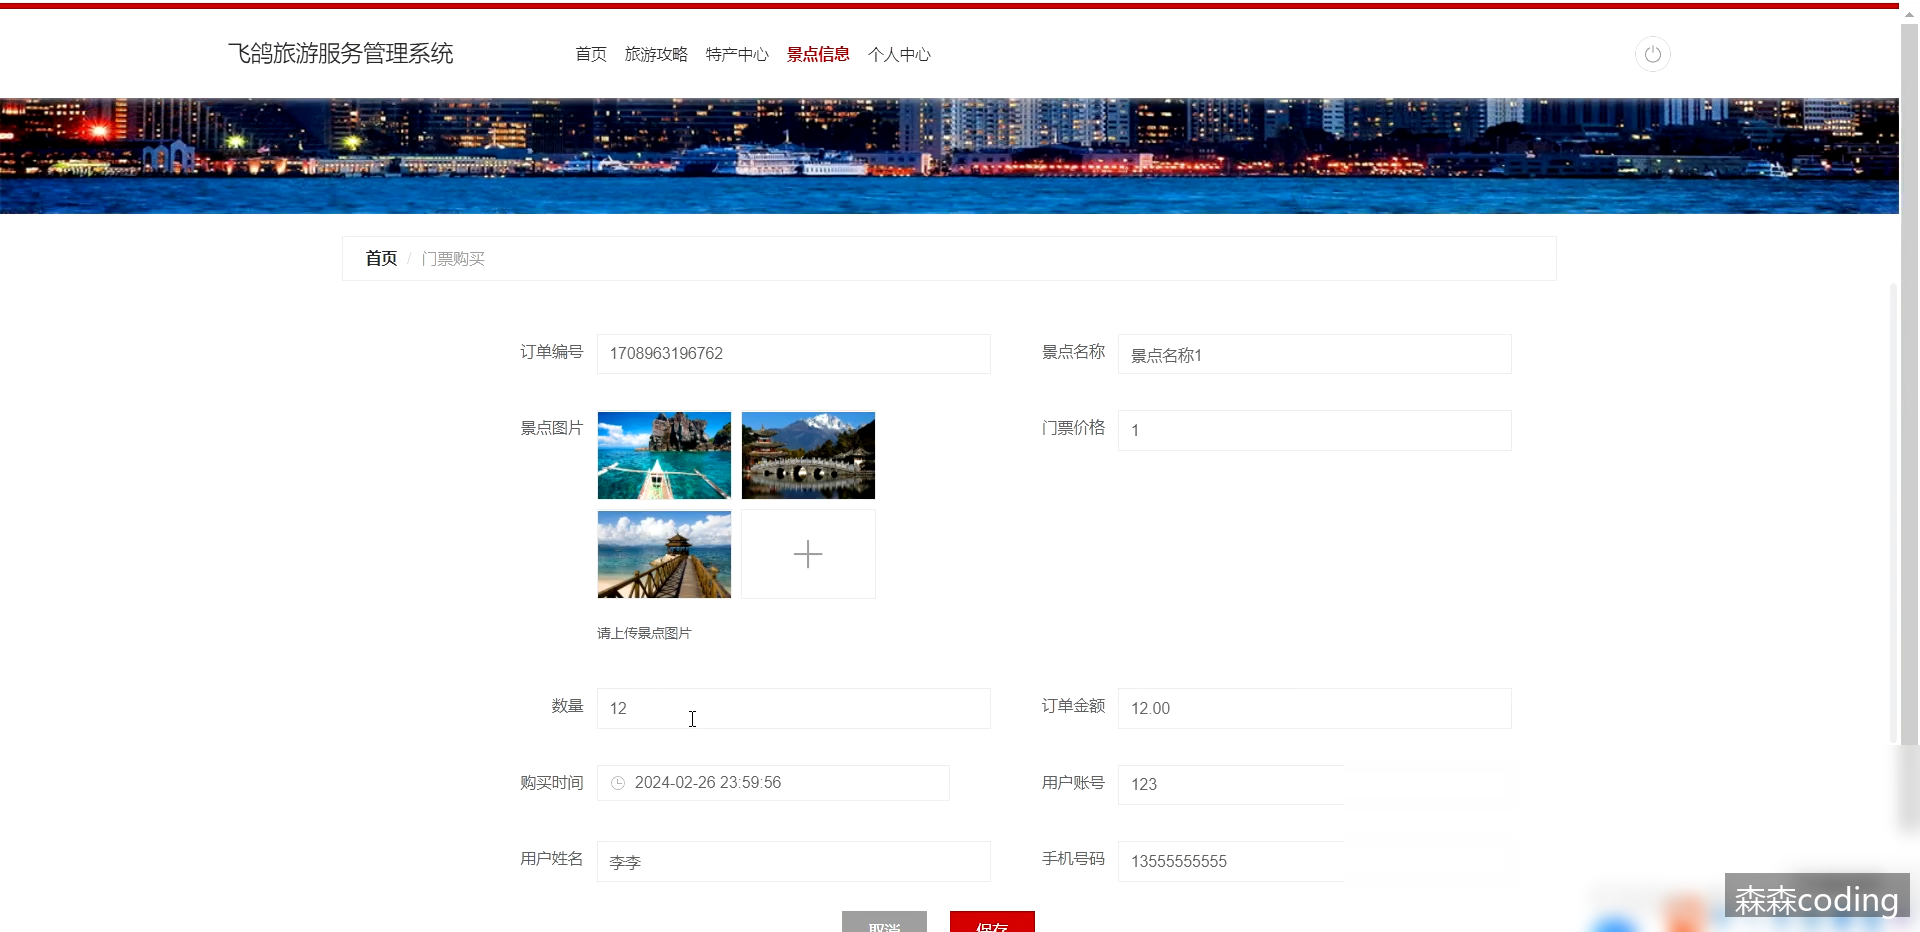 飞鸽旅游服务管理系统
首页 旅游攻略 特产中心 景点信息 个人中心
首页 / 门票购买
订单编号 1708963196762 景点名称 景点名称1
景点图片 门票价格 1
请上传景点图片
数量 12 订单金额 12.00
购买时间 2024-02-26 23:59:56 用户账号 123
用户姓名 李李 手机号码 13555555555
取消 保存
森森coding